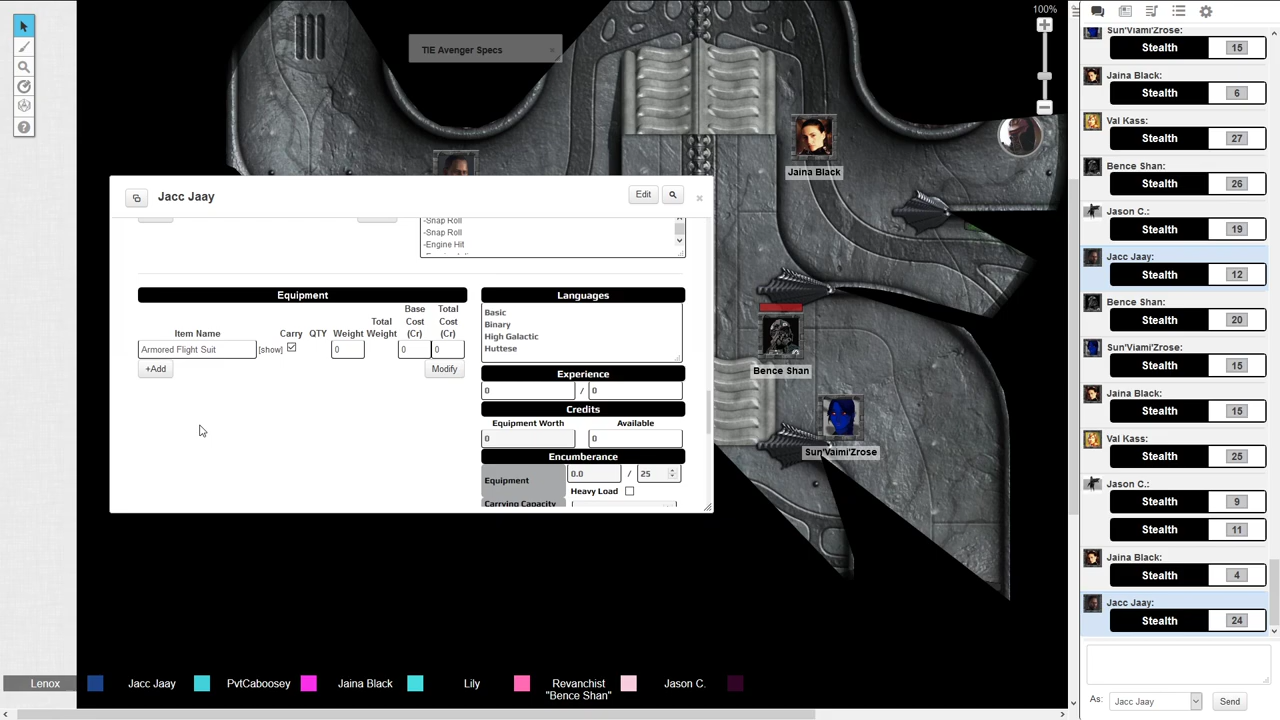 100%
TIE Avenger Specs
Jaina Black
Jacc Jaay
Edit
-Snap Roll
-Snap Roll
-Engine Hit
Equipment
Item Name
Carry
QTY
Weight
Total
Weight
Base
Cost
(Cr)
Total
Cost
(Cr)
Armored Flight Suit
[show]
0
0
0
+Add
Modify
Languages
Basic
Binary
High Galactic
Huttese
Experience
0 / 0
Credits
Equipment Worth
Available
0
0
Encumberance
Equipment
0.0 / 25
Heavy Load
Carrying Capacity
Bence Shan
Sun'Vaimi'Zrose
Lenox
Jacc Jaay
PvtCaboosey
Jaina Black
Lily
Revanchist
"Bence Shan"
Jason C.
Sun'Viami'Zrose:
Stealth 15
Jaina Black:
Stealth 6
Val Kass:
Stealth 27
Bence Shan:
Stealth 26
Jason C.:
Stealth 19
Jacc Jaay:
Stealth 12
Bence Shan:
Stealth 20
Sun'Viami'Zrose:
Stealth 15
Jaina Black:
Stealth 15
Val Kass:
Stealth 25
Jason C.:
Stealth 9
Stealth 11
Jaina Black:
Stealth 4
Jacc Jaay:
Stealth 24
As:
Jacc Jaay
Send